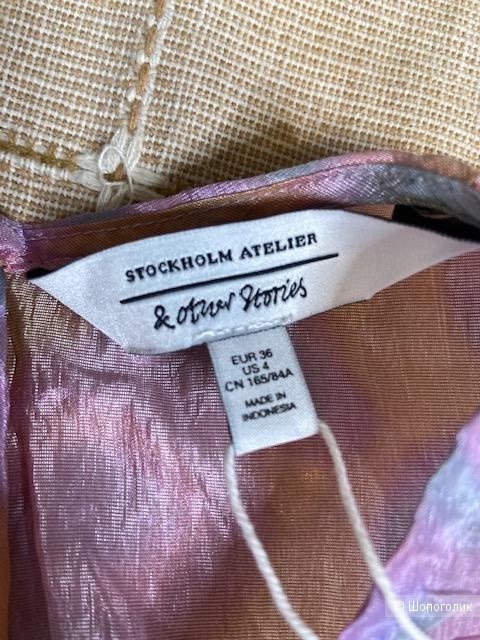 STOCKHOLM ATELIER
& other Stories
EUR 36
US 4
CN 165/84A
MADE IN
INDONESIA
Шопоголик